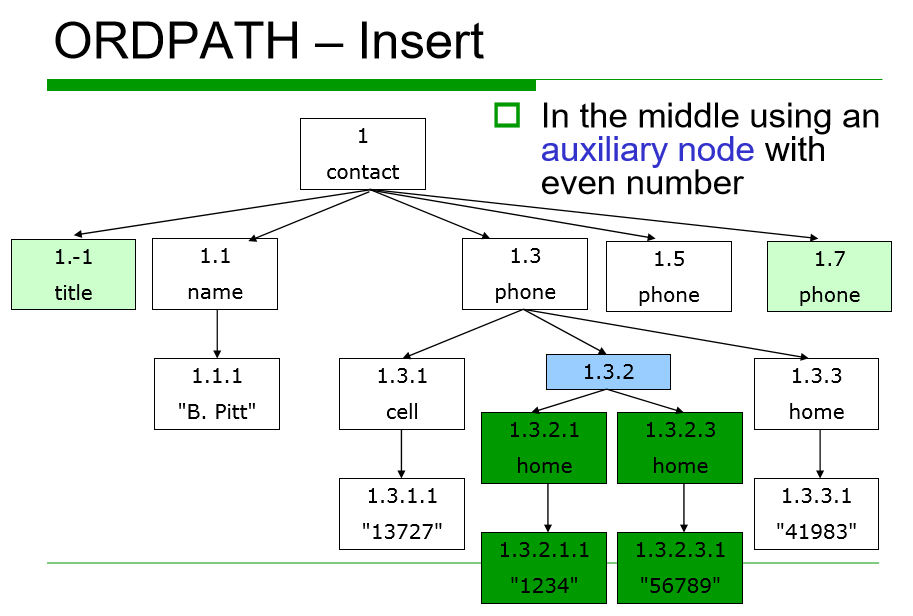 ORDPATH – Insert
In the middle using an
auxiliary node with
even number
1
contact
1.-1
title
1.1
name
1.3
phone
1.5
phone
1.7
phone
1.1.1
"B. Pitt"
1.3.1
cell
1.3.2
1.3.3
home
1.3.2.1
home
1.3.2.3
home
1.3.1.1
"13727"
1.3.3.1
"41983"
1.3.2.1.1
"1234"
1.3.2.3.1
"56789"